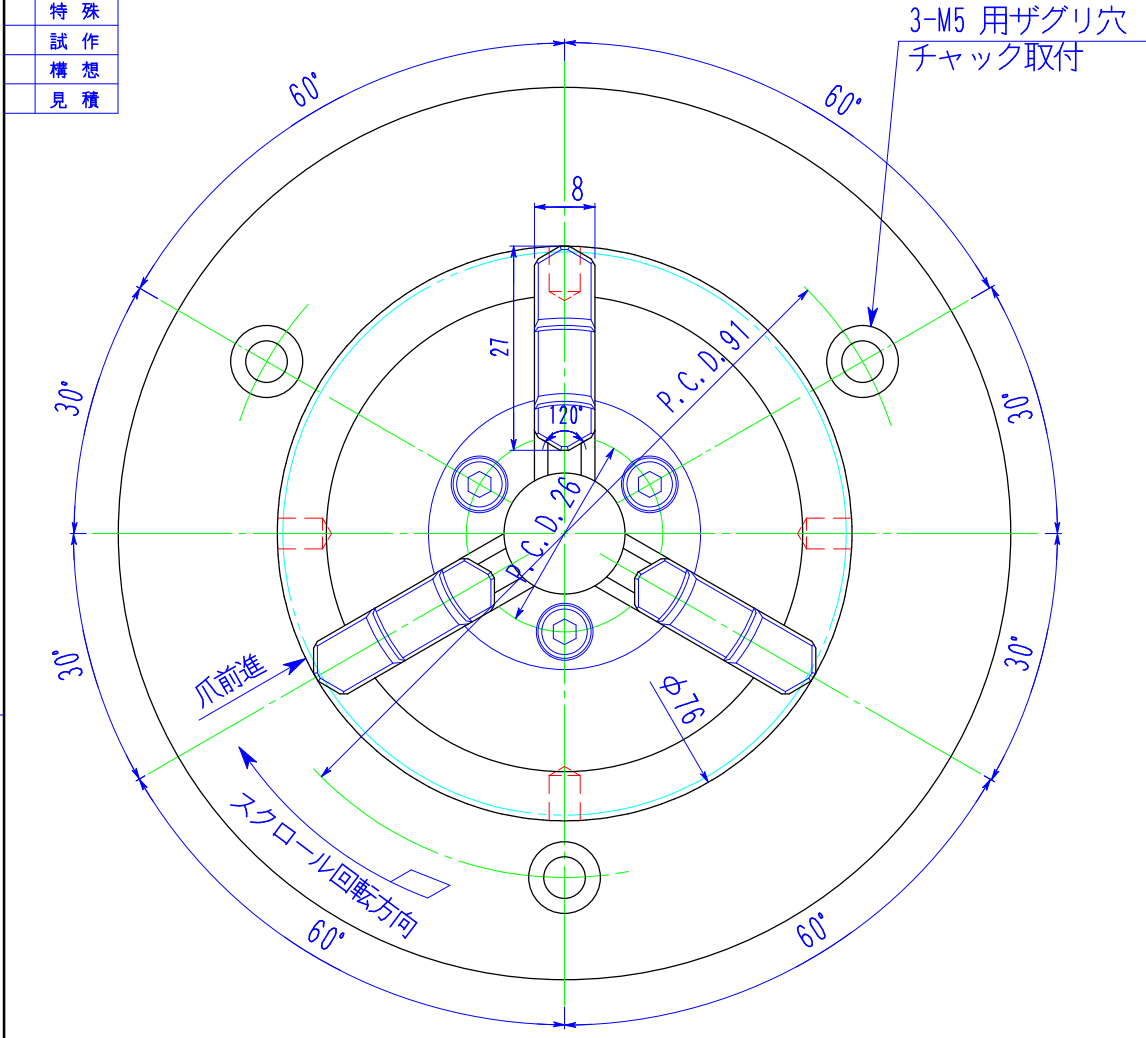 特殊
試作
構想
見積
3-M5 用ザグリ穴
チャック取付
60°
60°
8
27
P.C.D.91
120°
30°
30°
P.C.D.26
爪前進
φ76
30°
30°
スクロール回転方向
60°
60°